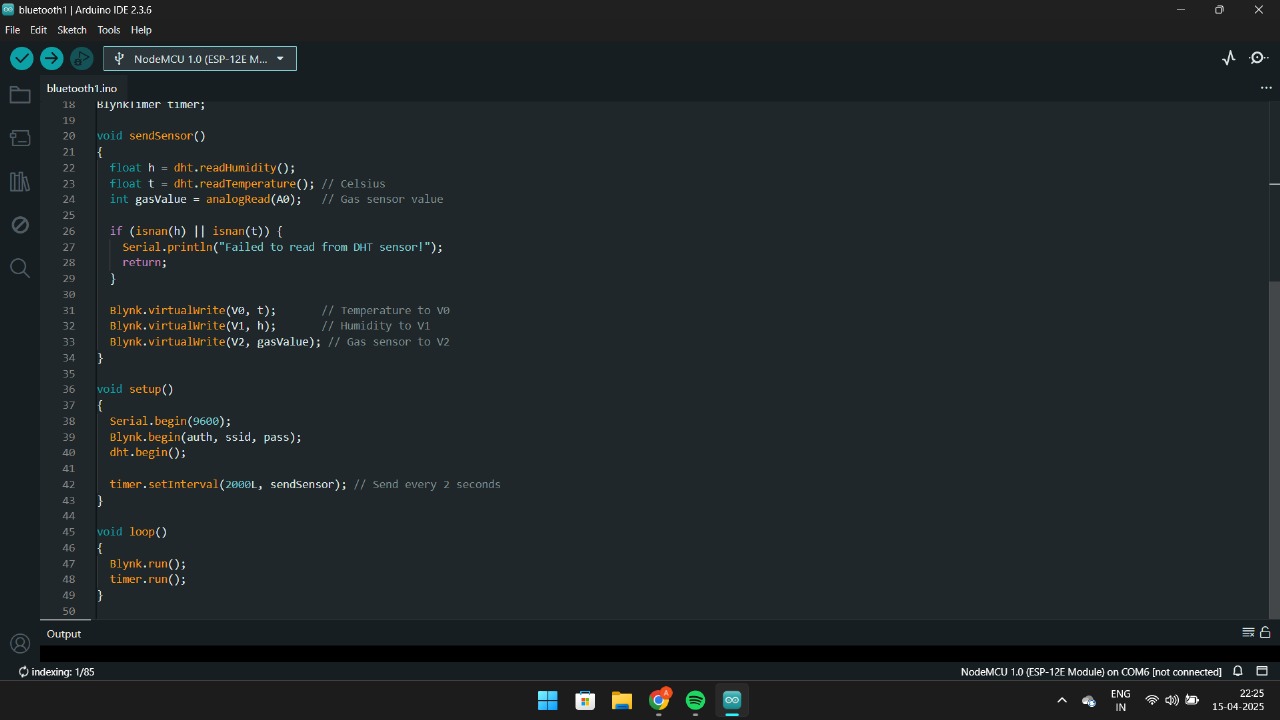 bluetooth1 | Arduino IDE 2.3.6
File Edit Sketch Tools Help
NodeMCU 1.0 (ESP-12E M...
bluetooth1.ino
18 BlynkTimer timer;
19
20 void sendSensor()
21 {
22 float h = dht.readHumidity();
23 float t = dht.readTemperature(); // Celsius
24 int gasValue = analogRead(A0); // Gas sensor value
25
26 if (isnan(h) || isnan(t)) {
27 Serial.println("Failed to read from DHT sensor!");
28 return;
29 }
30
31 Blynk.virtualWrite(V0, t); // Temperature to V0
32 Blynk.virtualWrite(V1, h); // Humidity to V1
33 Blynk.virtualWrite(V2, gasValue); // Gas sensor to V2
34 }
35
36 void setup()
37 {
38 Serial.begin(9600);
39 Blynk.begin(auth, ssid, pass);
40 dht.begin();
41
42 timer.setInterval(2000L, sendSensor); // Send every 2 seconds
43 }
44
45 void loop()
46 {
47 Blynk.run();
48 timer.run();
49 }
50
Output
indexing: 1/85 NodeMCU 1.0 (ESP-12E Module) on COM6 [not connected]
A
ENG
IN
22:25
15-04-2025